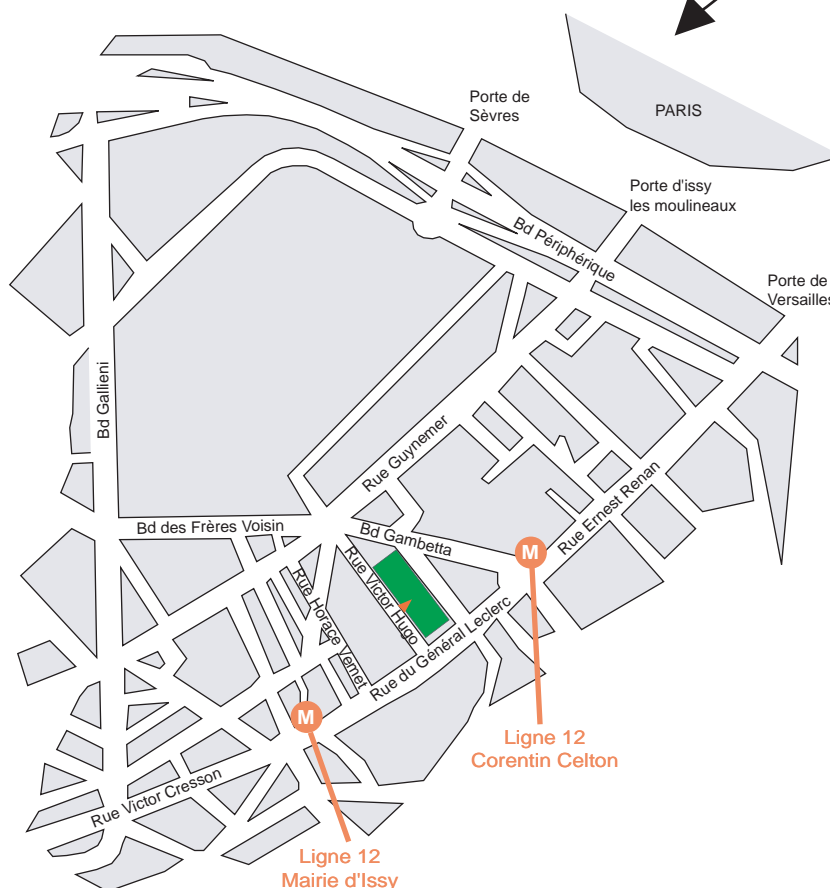 PARIS
Porte de
Sèvres
Porte d'issy
les moulineaux
Bd Périphérique
Porte de
Versailles
Bd Gallieni
Rue Guynemer
Rue Ernest Renan
Bd des Frères Voisin
Bd Gambetta
M
Rue Victor Hugo
Rue Horace Vernet
Rue du Général Leclerc
M
Ligne 12
Corentin Celton
Rue Victor Cresson
Ligne 12
Mairie d'Issy